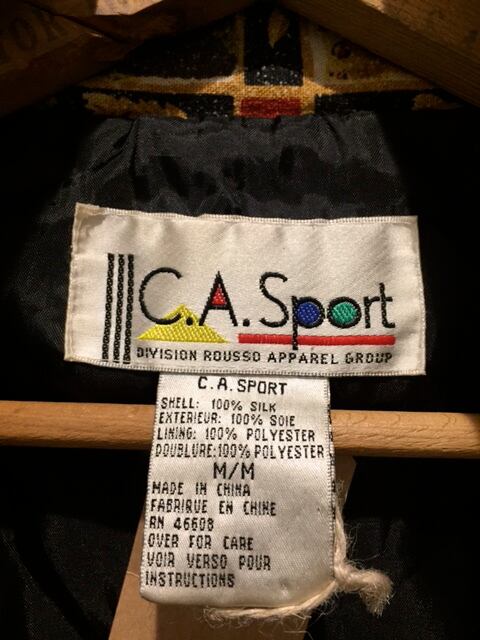 C.A.Sport
DIVISION ROUSSO APPAREL GROUP
C.A.SPORT
SHELL: 100% SILK
EXTERIEUR: 100% SOIE
LINING: 100% POLYESTER
DOUBLURE:100% POLYESTER
M/M
MADE IN CHINA
FABRIQUE EN CHINE
RN 46608
OVER FOR CARE
VOIR VERSO POUR
INSTRUCTIONS